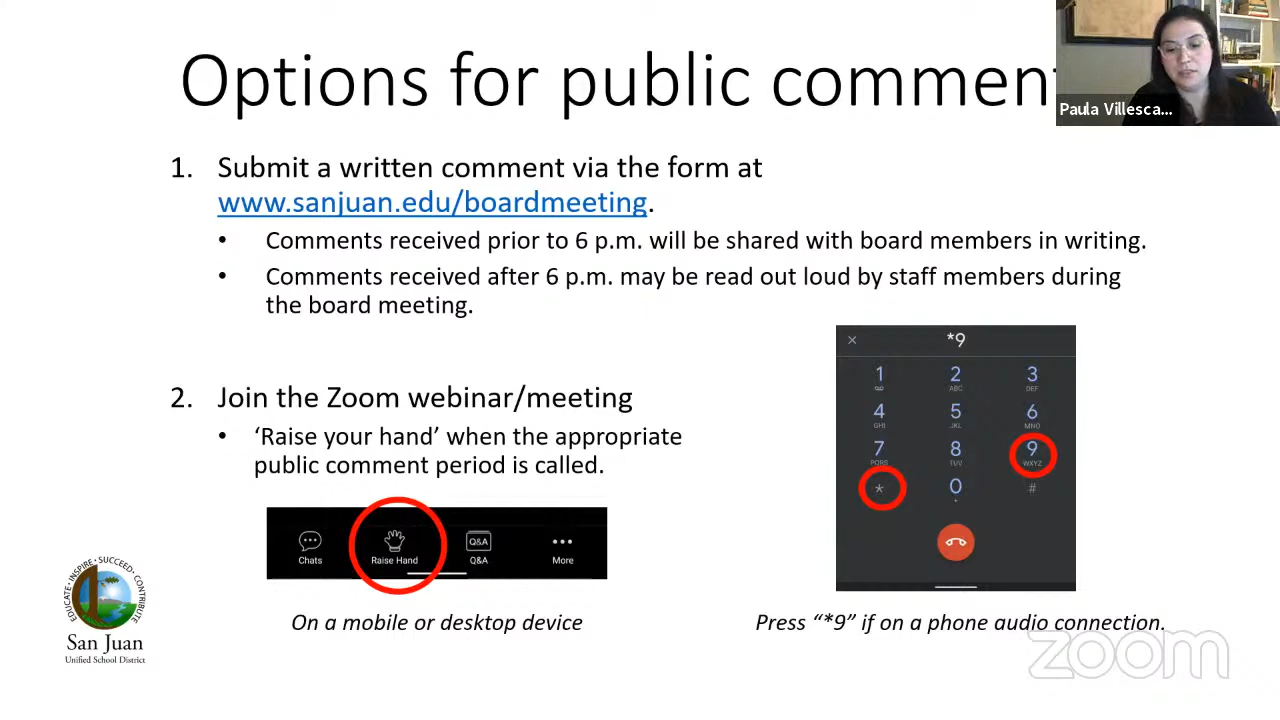 Options for public comment
Paula Villesca...
1. Submit a written comment via the form at
www.sanjuan.edu/boardmeeting.
• Comments received prior to 6 p.m. will be shared with board members in writing.
• Comments received after 6 p.m. may be read out loud by staff members during
the board meeting.
2. Join the Zoom webinar/meeting
• ‘Raise your hand’ when the appropriate
public comment period is called.
× *9
1 2 3
ABC DEF
4 5 6
GHI JKL MNO
7 8 9
PQRS TUV WXYZ
* 0 #
+
Chats Raise Hand Q&A More
Q&A
On a mobile or desktop device
Press “*9” if on a phone audio connection.
EDUCATE • INSPIRE • SUCCEED • CONTRIBUTE
San Juan
Unified School District
zoom